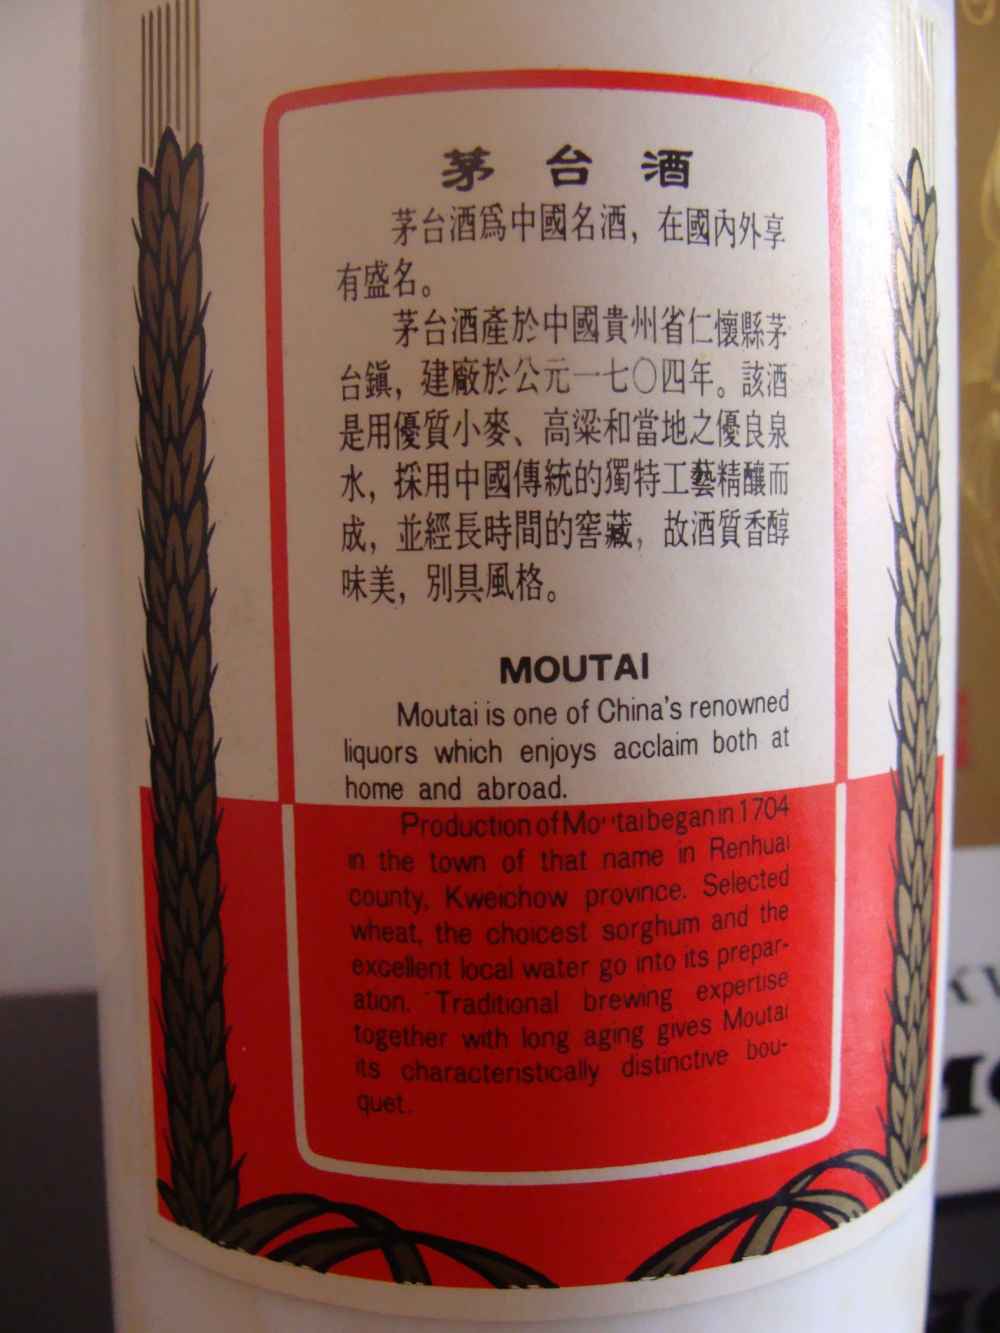 茅台酒
茅台酒爲中國名酒，在國內外享
有盛名。
茅台酒產於中國貴州省仁懷縣茅
台鎭，建廠於公元一七〇四年。該酒
是用優質小麥、高粱和當地之優良泉
水，採用中國傳統的獨特工藝精釀而
成，並經長時間的窖藏，故酒質香醇
味美，別具風格。
MOUTAI
Moutai is one of China's renowned
liquors which enjoys acclaim both at
home and abroad.
Production of Moutai began in 1704
in the town of that name in Renhuai
county, Kweichow province. Selected
wheat, the choicest sorghum and the
excellent local water go into its prepar-
ation. Traditional brewing expertise
together with long aging gives Moutai
its characteristically distinctive bou-
quet.